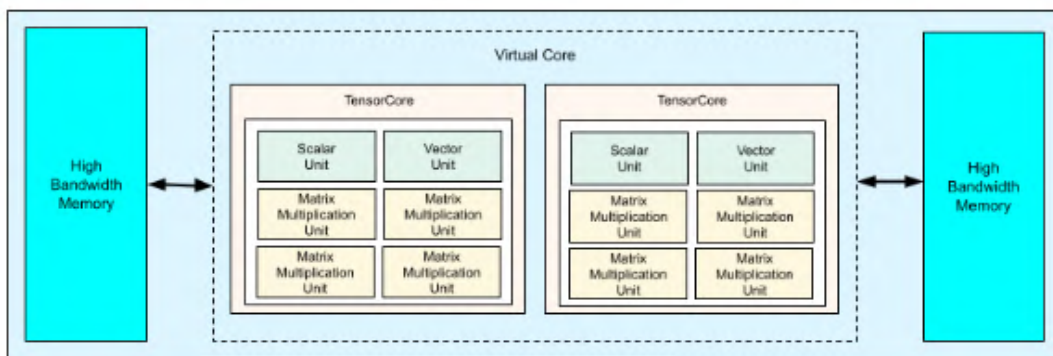 High
Bandwidth
Memory
Virtual Core
TensorCore
Scalar
Unit
Vector
Unit
Matrix
Multiplication
Unit
Matrix
Multiplication
Unit
Matrix
Multiplication
Unit
Matrix
Multiplication
Unit
TensorCore
Scalar
Unit
Vector
Unit
Matrix
Multiplication
Unit
Matrix
Multiplication
Unit
Matrix
Multiplication
Unit
Matrix
Multiplication
Unit
High
Bandwidth
Memory